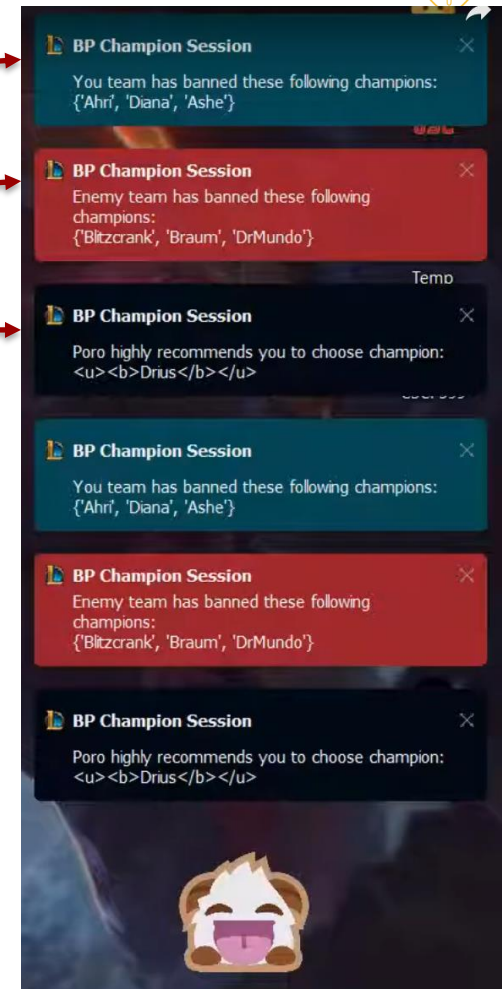 BP Champion Session
You team has banned these following champions:
{'Ahri', 'Diana', 'Ashe'}
BP Champion Session
Enemy team has banned these following
champions:
{'Blitzcrank', 'Braum', 'DrMundo'}
Temp
BP Champion Session
Poro highly recommends you to choose champion:
<u><b>Drius</b></u>
BP Champion Session
You team has banned these following champions:
{'Ahri', 'Diana', 'Ashe'}
BP Champion Session
Enemy team has banned these following
champions:
{'Blitzcrank', 'Braum', 'DrMundo'}
BP Champion Session
Poro highly recommends you to choose champion:
<u><b>Drius</b></u>